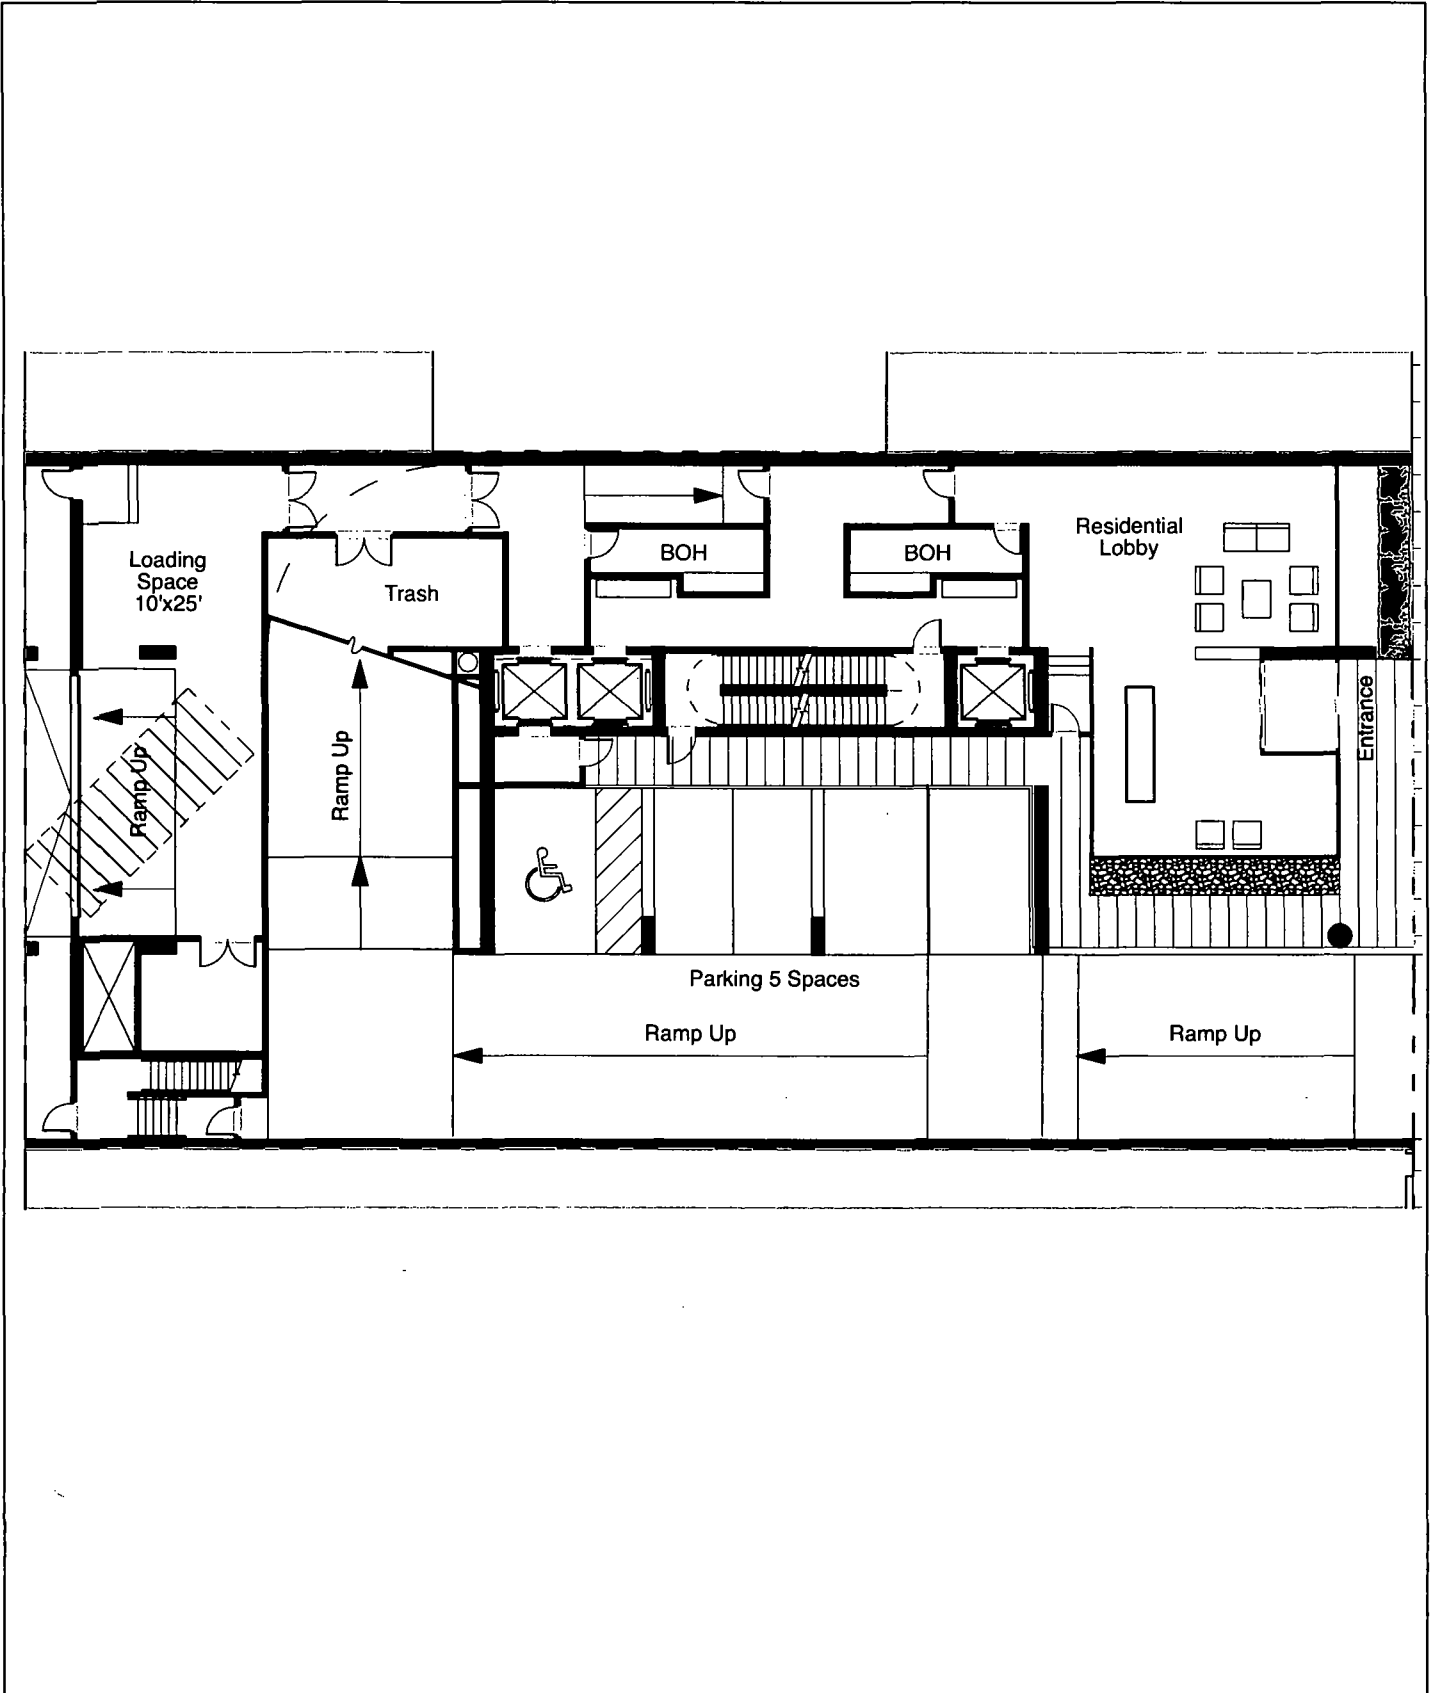 Residential
Lobby
BOH
BOH
Loading
Space
10'x25'
Trash
Entrance
Ramp Up
Ramp Up
Parking 5 Spaces
Ramp Up
Ramp Up